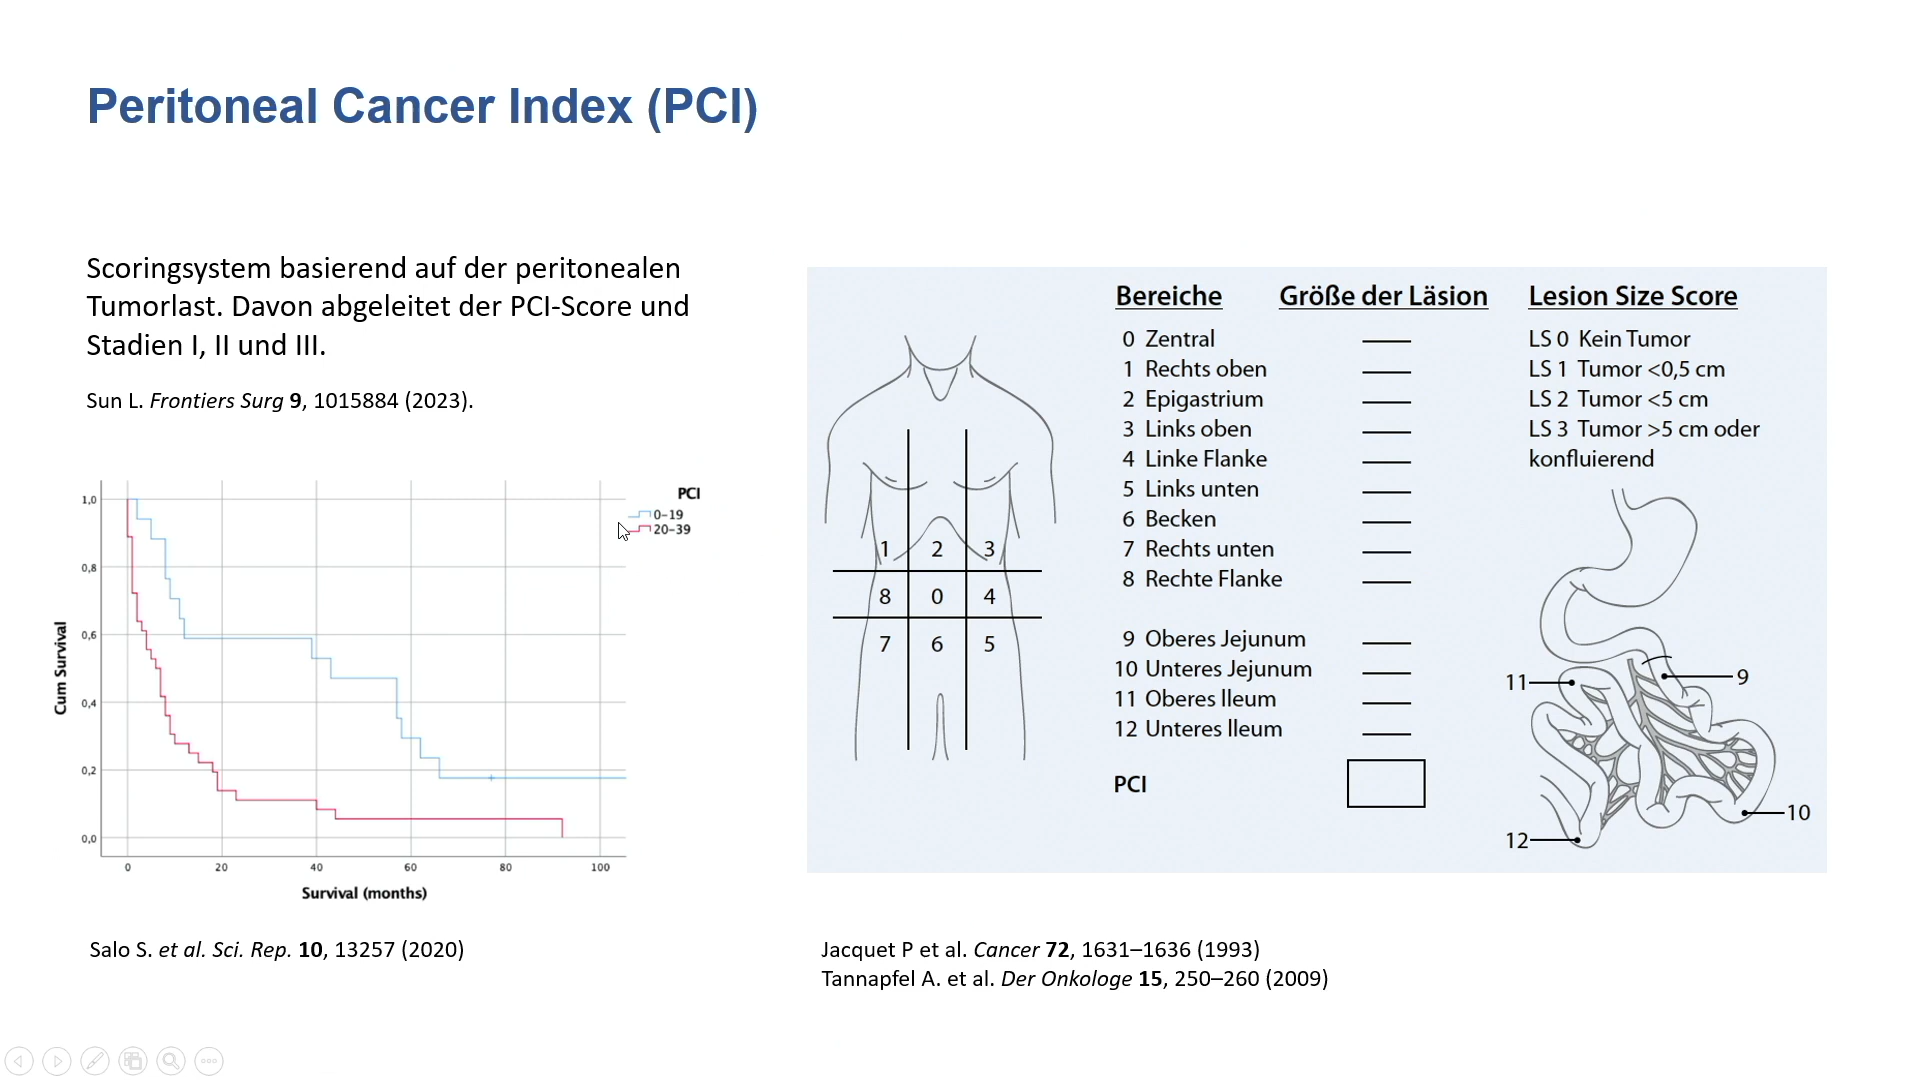 Peritoneal Cancer Index (PCI)
Scoringsystem basierend auf der peritonealen
Tumorlast. Davon abgeleitet der PCI-Score und
Stadien I, II und III.
Sun L. Frontiers Surg 9, 1015884 (2023).
PCI
0-19
20-39
Cum Survival
1,0
0,8
0,6
0,4
0,2
0,0
0 20 40 60 80 100
Survival (months)
Salo S. et al. Sci. Rep. 10, 13257 (2020)
1 2 3
8 0 4
7 6 5
Bereiche Größe der Läsion Lesion Size Score
0 Zentral
1 Rechts oben
2 Epigastrium
3 Links oben
4 Linke Flanke
5 Links unten
6 Becken
7 Rechts unten
8 Rechte Flanke
9 Oberes Jejunum
10 Unteres Jejunum
11 Oberes Ileum
12 Unteres Ileum
PCI
LS 0 Kein Tumor
LS 1 Tumor <0,5 cm
LS 2 Tumor <5 cm
LS 3 Tumor >5 cm oder
konfluierend
11
9
10
12
Jacquet P et al. Cancer 72, 1631–1636 (1993)
Tannapfel A. et al. Der Onkologe 15, 250–260 (2009)